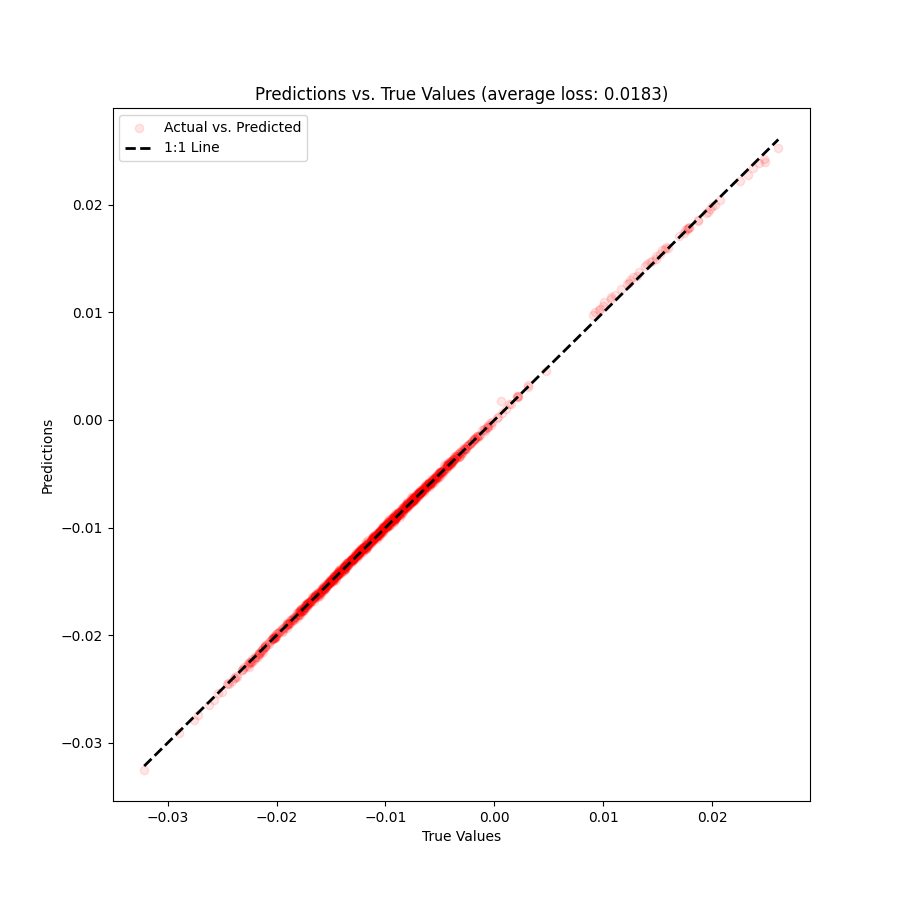 Predictions vs. True Values (average loss: 0.0183)
Actual vs. Predicted
1:1 Line
0.02
0.01
0.00
−0.01
−0.02
−0.03
Predictions
−0.03 −0.02 −0.01 0.00 0.01 0.02
True Values